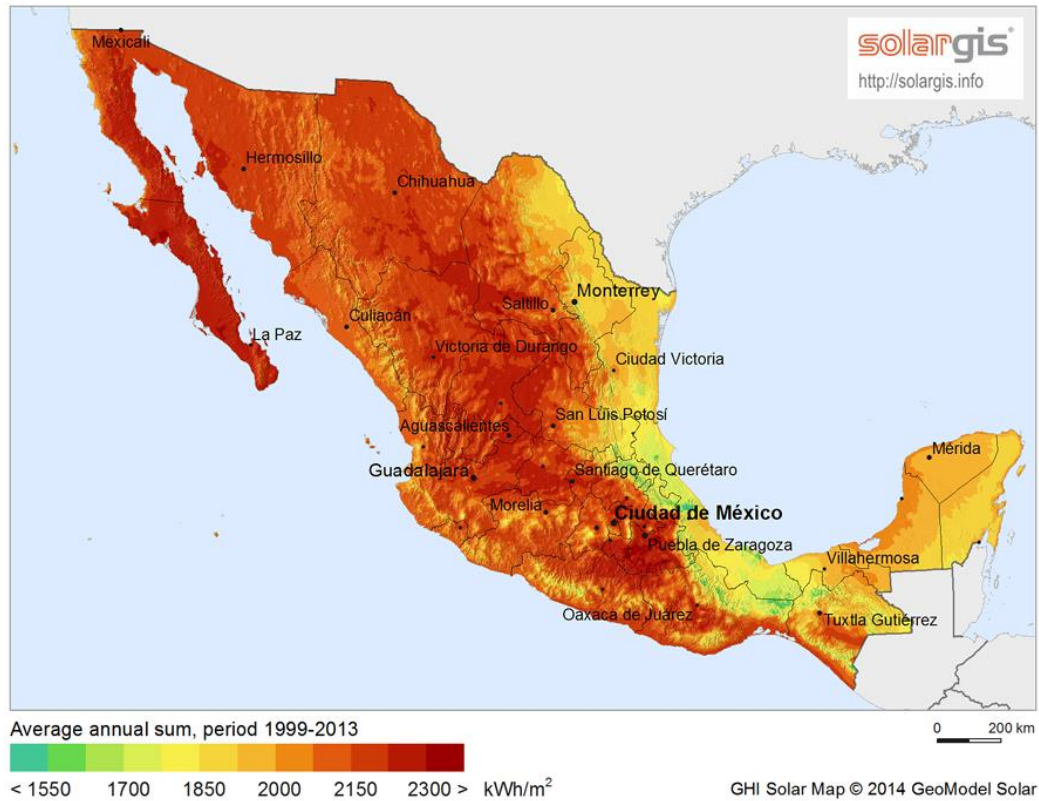 solargis
http://solargis.info
Mexicali
Hermosillo
Chihuahua
Monterrey
Saltillo
Culiacán
La Paz
Victoria de Durango
Ciudad Victoria
San Luis Potosí
Aguascalientes
Mérida
Guadalajara
Santiago de Querétaro
Morelia
Ciudad de México
Puebla de Zaragoza
Villahermosa
Oaxaca de Juárez
Tuxtla Gutiérrez
Average annual sum, period 1999-2013
0 200 km
< 1550 1700 1850 2000 2150 2300 > kWh/m²
GHI Solar Map © 2014 GeoModel Solar